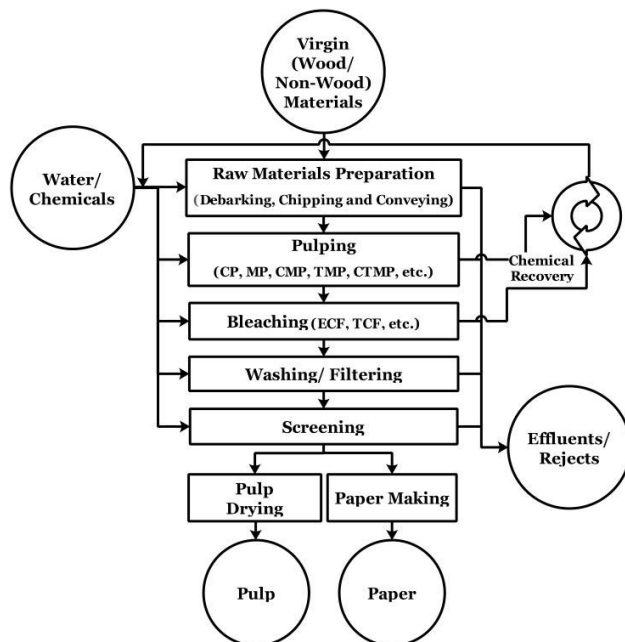 Virgin
(Wood/
Non-Wood)
Materials
Water/
Chemicals
Raw Materials Preparation
(Debarking, Chipping and Conveying)
Pulping
(CP, MP, CMP, TMP, CTMP, etc.)
Chemical
Recovery
Bleaching (ECF, TCF, etc.)
Washing/ Filtering
Screening
Effluents/
Rejects
Pulp
Drying
Paper Making
Pulp
Paper